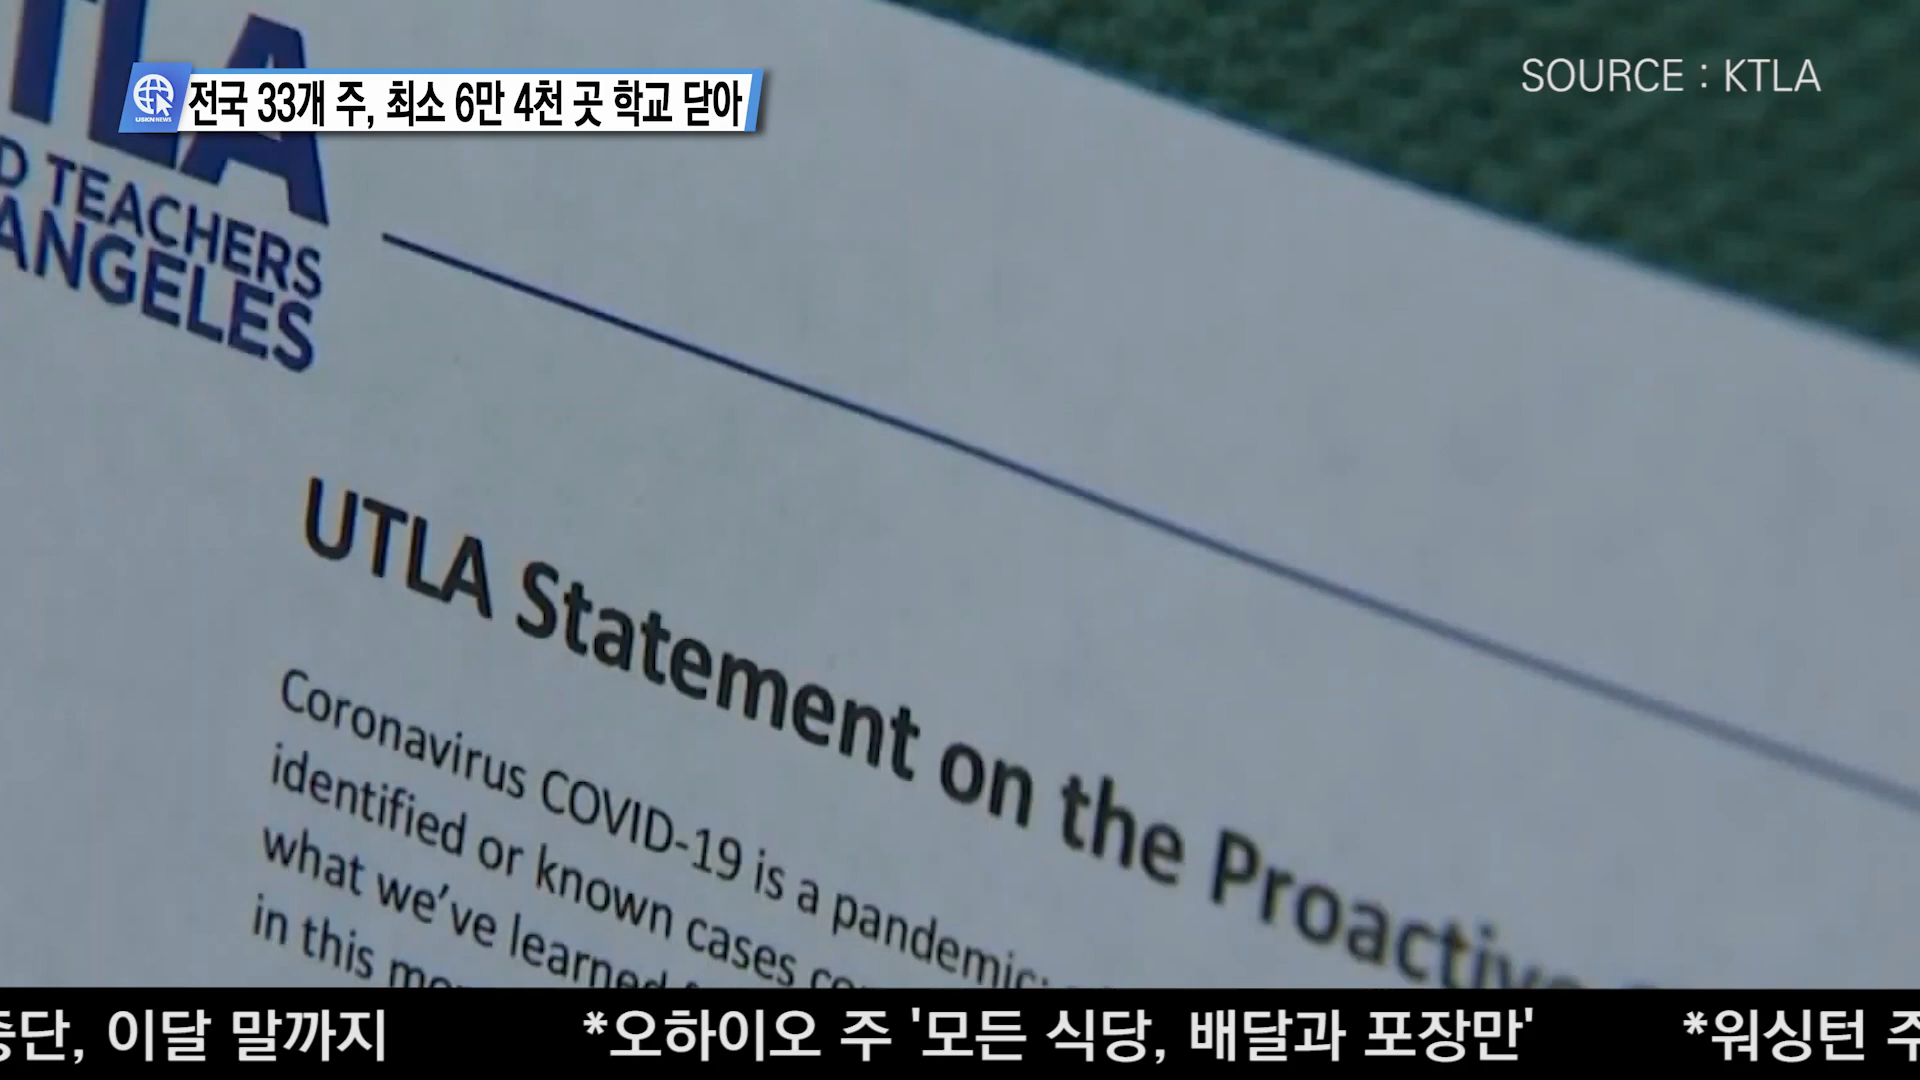 SOURCE : KTLA
전국 33개 주, 최소 6만 4천 곳 학교 닫아
USKN NEWS
TEACHERS
ANGELES
UTLA Statement on the Proactive
Coronavirus COVID-19 is a pandemic;
identified or known cases
what we've learned
in this
이달 말까지 *오하이오 주 '모든 식당, 배달과 포장만' *워싱턴 주